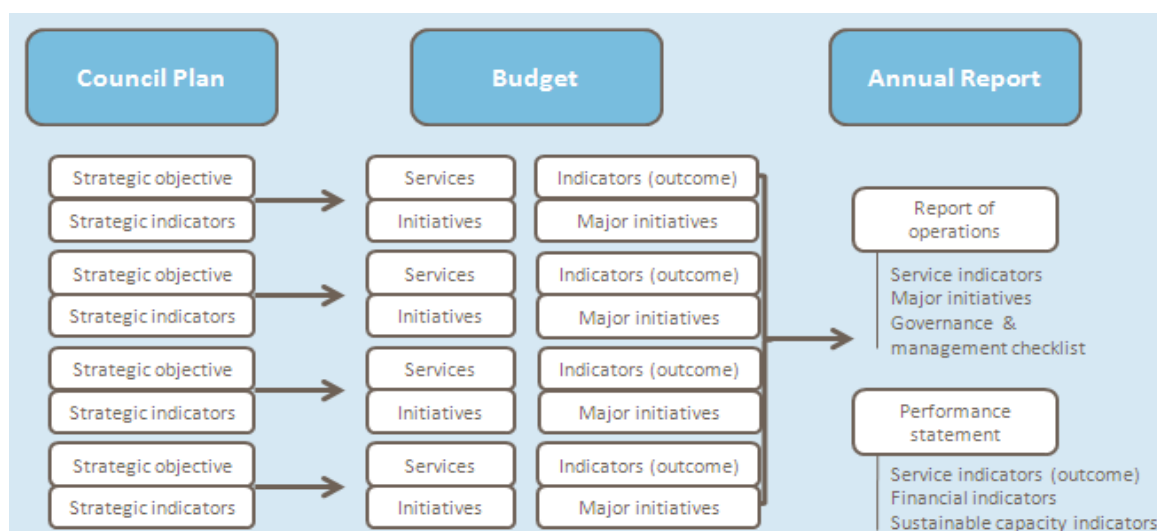 Council Plan
Budget
Annual Report
Strategic objective
Services
Indicators (outcome)
Strategic indicators
Initiatives
Major initiatives
Strategic objective
Services
Indicators (outcome)
Strategic indicators
Initiatives
Major initiatives
Strategic objective
Services
Indicators (outcome)
Strategic indicators
Initiatives
Major initiatives
Strategic objective
Services
Indicators (outcome)
Strategic indicators
Initiatives
Major initiatives
Report of
operations
Service indicators
Major initiatives
Governance &
management checklist
Performance
statement
Service indicators (outcome)
Financial indicators
Sustainable capacity indicators